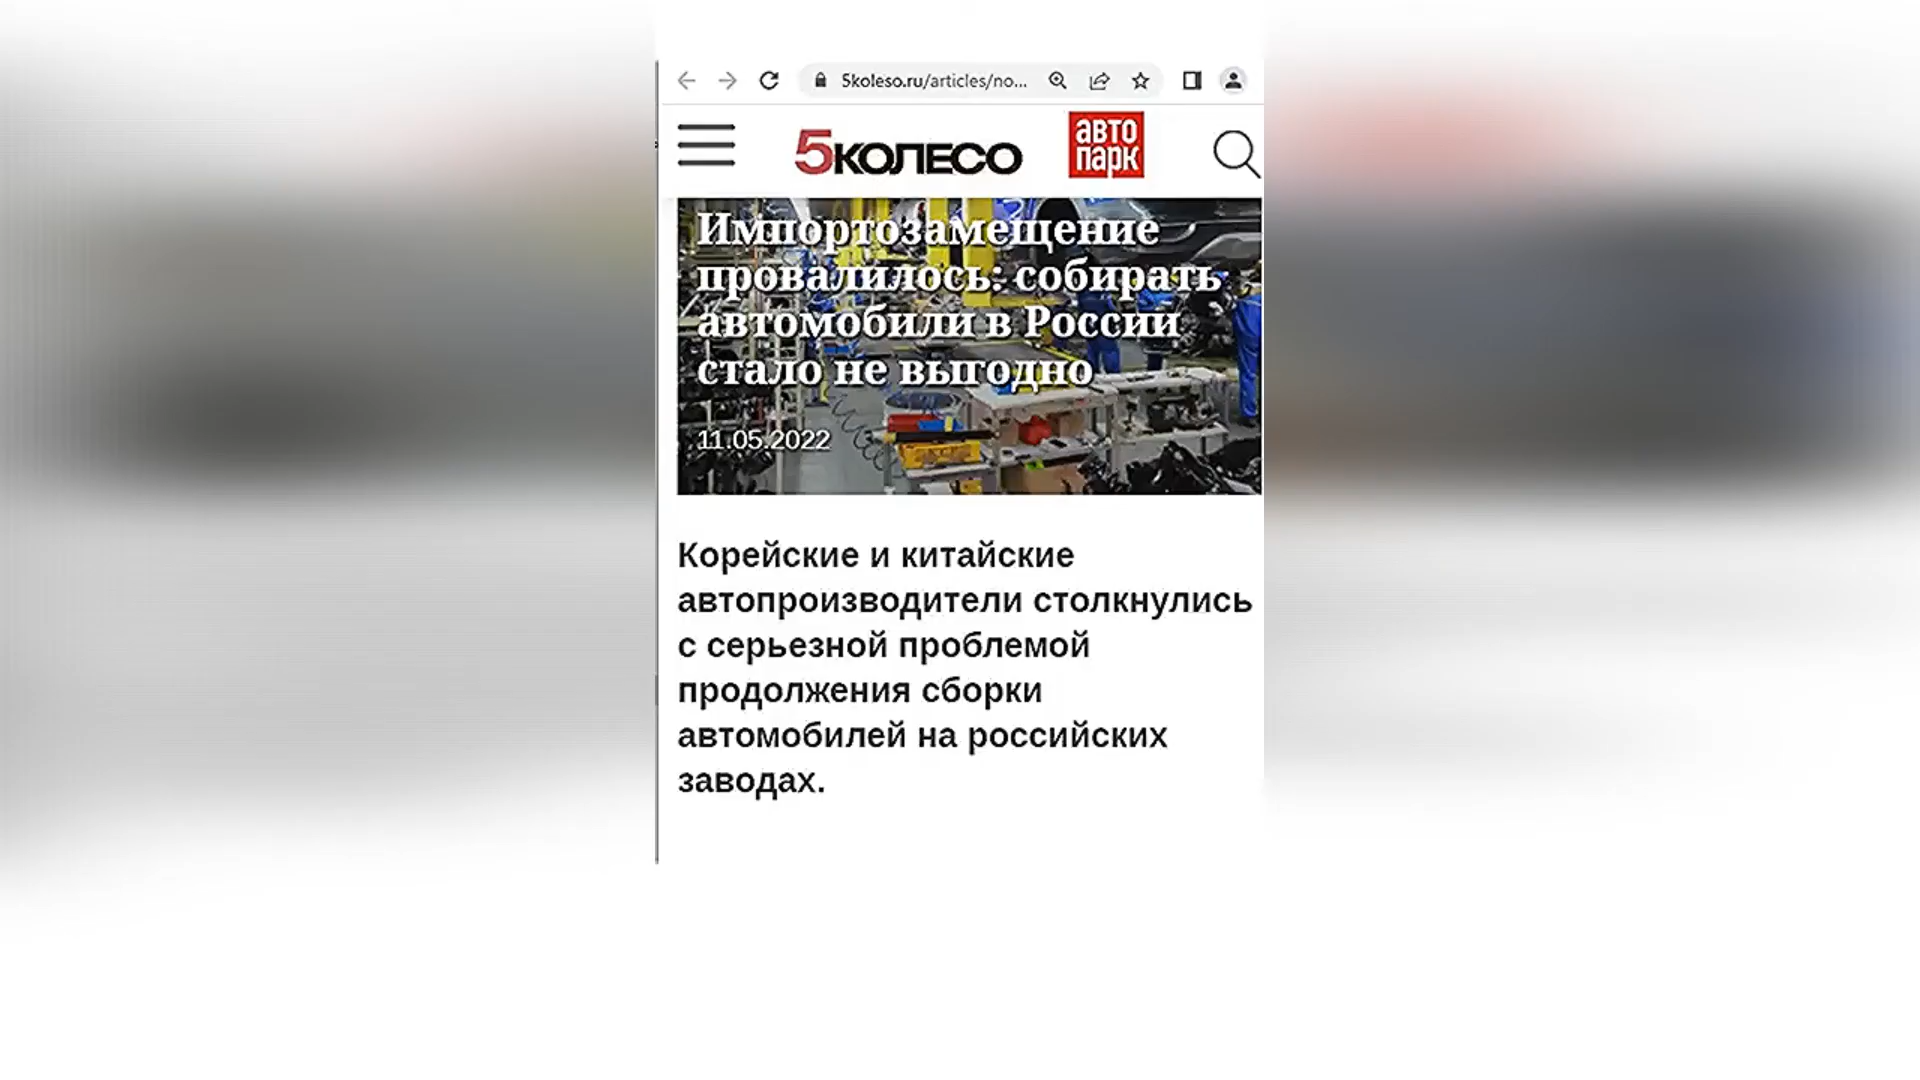 5koleso.ru/articles/no...
5КОЛЕСО
авто
парк
Импортозамещение
провалилось: собирать
автомобили в России
стало не выгодно
11.05.2022
Корейские и китайские
автопроизводители столкнулись
с серьезной проблемой
продолжения сборки
автомобилей на российских
заводах.